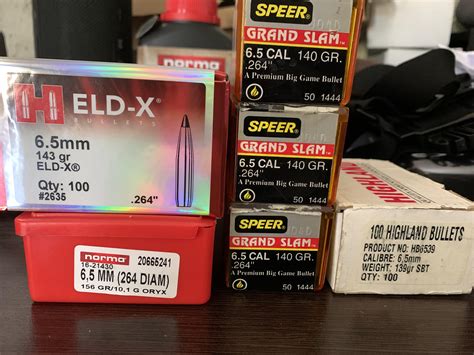 norma
H ELD-X®
BULLETS
6.5mm
143 gr
ELD-X®
Qty: 100
#2635
.264"
norma
20666241
16-21430
6,5 MM (264 DIAM)
156 GR/10,1 G ORYX
SPEER
GRAND SLAM
6.5 CAL 140 GR.
.264"
A Premium Big Game Bullet
50 1444
SPEER
GRAND SLAM
6.5 CAL 140 GR.
.264"
A Premium Big Game Bullet
50 1444
SPEER
GRAND SLAM
6.5 CAL 140 GR.
.264"
A Premium Big Game Bullet
50 1444
HIGHLAND
100 HIGHLAND BULLETS
PRODUCT NO: HB6539
CALIBRE: 6,5mm
WEIGHT: 139gr SBT
QTY: 100